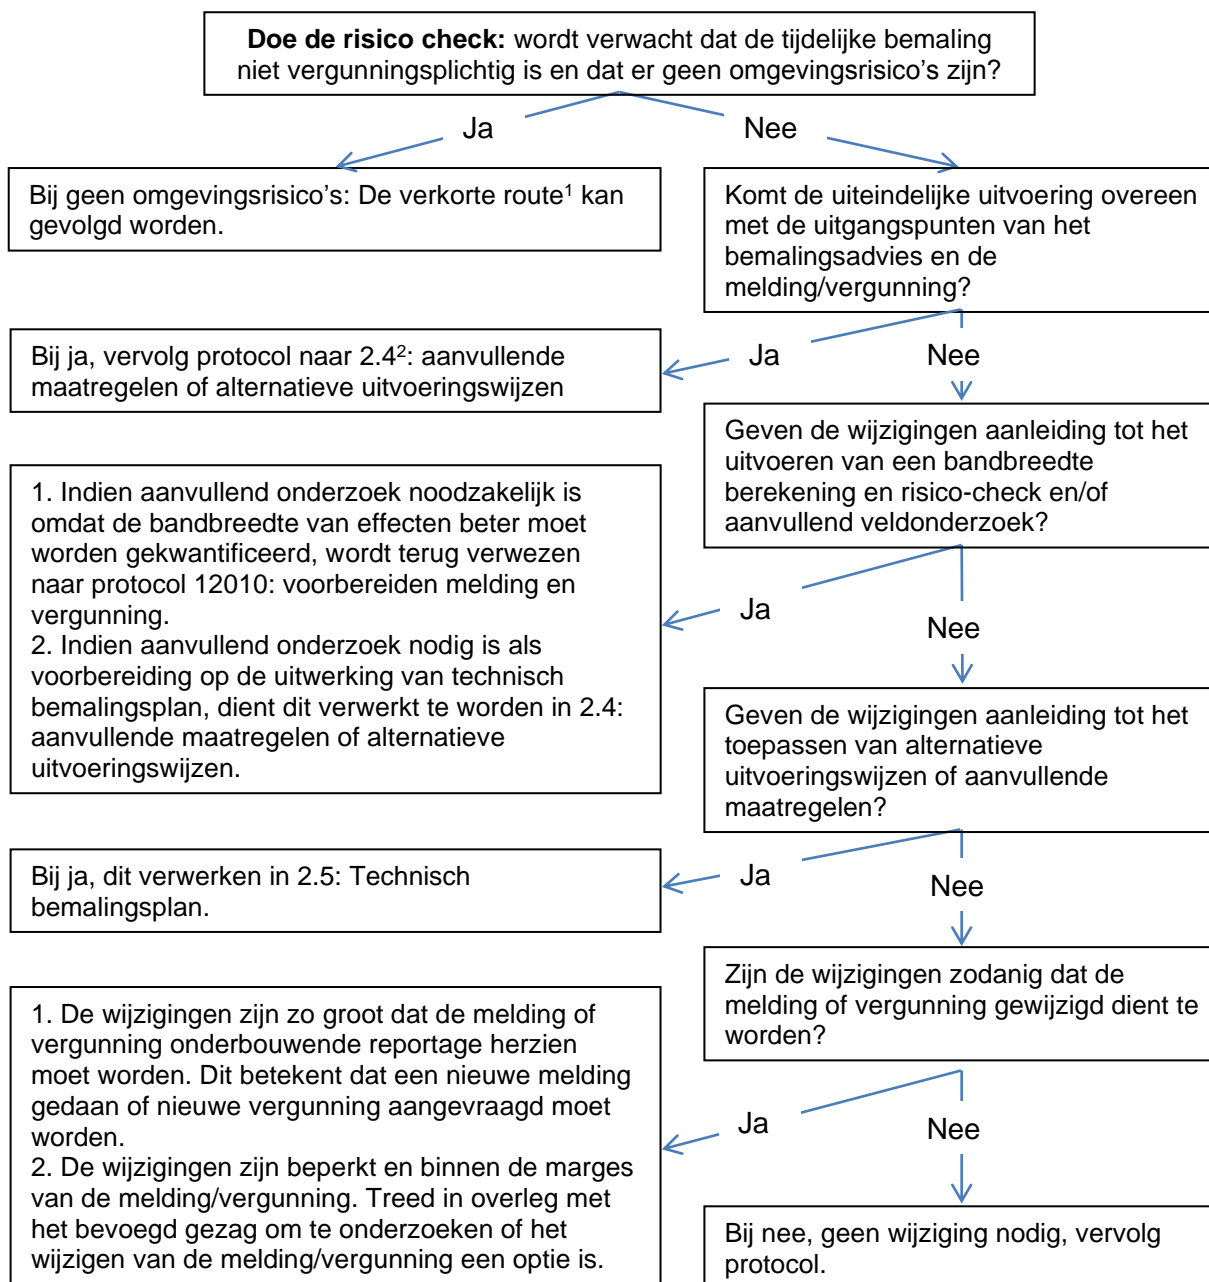 Doe de risico check: wordt verwacht dat de tijdelijke bemaling
niet vergunningsplichtig is en dat er geen omgevingsrisico's zijn?
Ja
Nee
Bij geen omgevingsrisico's: De verkorte route¹ kan
gevolgd worden.
Komt de uiteindelijke uitvoering overeen
met de uitgangspunten van het
bemalingsadvies en de
melding/vergunning?
Ja
Nee
Bij ja, vervolg protocol naar 2.4²: aanvullende
maatregelen of alternatieve uitvoeringswijzen
Geven de wijzigingen aanleiding tot het
uitvoeren van een bandbreedte
berekening en risico-check en/of
aanvullend veldonderzoek?
Ja
Nee
1. Indien aanvullend onderzoek noodzakelijk is
omdat de bandbreedte van effecten beter moet
worden gekwantificeerd, wordt terug verwezen
naar protocol 12010: voorbereiden melding en
vergunning.
2. Indien aanvullend onderzoek nodig is als
voorbereiding op de uitwerking van technisch
bemalingsplan, dient dit verwerkt te worden in 2.4:
aanvullende maatregelen of alternatieve
uitvoeringswijzen.
Geven de wijzigingen aanleiding tot het
toepassen van alternatieve
uitvoeringswijzen of aanvullende
maatregelen?
Ja
Nee
Bij ja, dit verwerken in 2.5: Technisch
bemalingsplan.
Zijn de wijzigingen zodanig dat de
melding of vergunning gewijzigd dient te
worden?
Ja
Nee
1. De wijzigingen zijn zo groot dat de melding of
vergunning onderbouwende reportage herzien
moet worden. Dit betekent dat een nieuwe melding
gedaan of nieuwe vergunning aangevraagd moet
worden.
2. De wijzigingen zijn beperkt en binnen de marges
van de melding/vergunning. Treed in overleg met
het bevoegd gezag om te onderzoeken of het
wijzigen van de melding/vergunning een optie is.
Bij nee, geen wijziging nodig, vervolg
protocol.